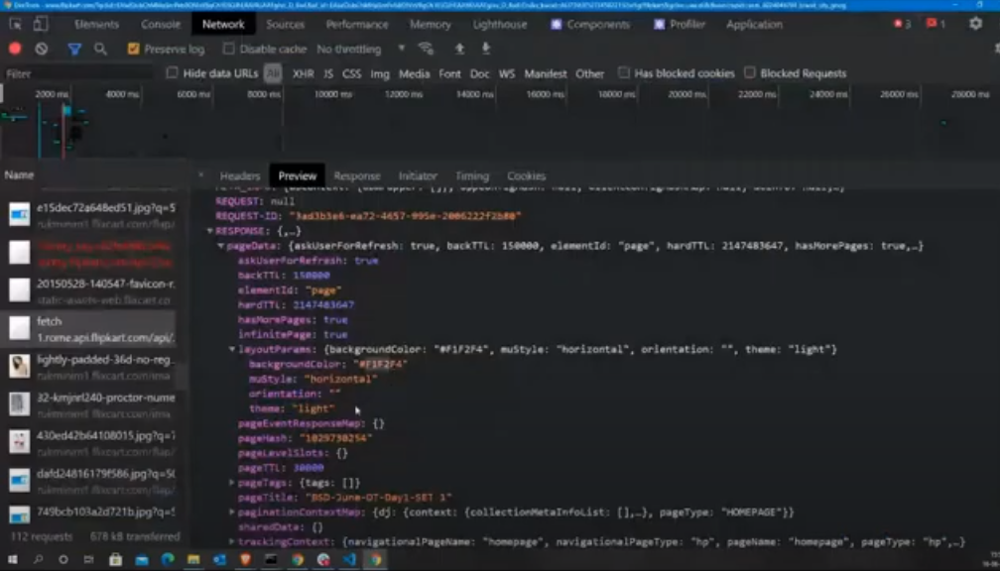 Elements Console Network Sources Performance Memory Lighthouse Components Profiler Application 3 1
Preserve log Disable cache No throttling
Filter Hide data URLs All XHR JS CSS Img Media Font Doc WS Manifest Other Has blocked cookies Blocked Requests
2000 ms 4000 ms 6000 ms 8000 ms 10000 ms 12000 ms 14000 ms 16000 ms 18000 ms 20000 ms 22000 ms 24000 ms 26000 ms 28000 ms
Name
× Headers Preview Response Initiator Timing Cookies
e15dec72a648ed51.jpg?q=5
rukminim1.flixcart.com/flap/
20150528-140547-favicon-r
static-assets-web.flixcart.co
fetch
1.rome.api.flipkart.com/api/
lightly-padded-36d-no-reg
rukminim1.flixcart.com/ima
32-kmjnrl240-proctor-nume
rukminim1.flixcart.com/ima
430ed42b64108015.jpg?q=
rukminim1.flixcart.com/flap/
dafd24816179f586.jpg?q=50
rukminim1.flixcart.com/flap/
749bcb103a2d721b.jpg?q=5
112 requests 678 kB transferred
REQUEST: null
REQUEST-ID: "3ad3b3e6-ea72-4657-995e-2006222f2b80"
▼RESPONSE: {,…}
▼pageData: {askUserForRefresh: true, backTTL: 150000, elementId: "page", hardTTL: 2147483647, hasMorePages: true,…}
askUserForRefresh: true
backTTL: 150000
elementId: "page"
hardTTL: 2147483647
hasMorePages: true
infinitePage: true
▼layoutParams: {backgroundColor: "#F1F2F4", muStyle: "horizontal", orientation: "", theme: "light"}
backgroundColor: "#F1F2F4"
muStyle: "horizontal"
orientation: ""
theme: "light"
pageEventResponseMap: {}
pageHash: "1029730254"
pageLevelSlots: {}
pageTTL: 30000
▶pageTags: {tags: []}
pageTitle: "BSD-June-DT-Day1-SET 1"
▶paginationContextMap: {dj: {context: {collectionMetaInfoList: [],…}, pageType: "HOMEPAGE"}}
sharedData: {}
▶trackingContext: {navigationalPageName: "homepage", navigationalPageType: "hp", pageName: "homepage", pageType: "hp",…}